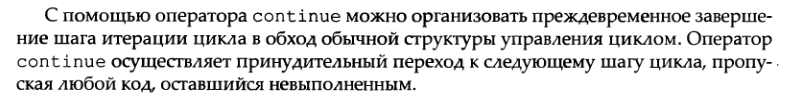 С помощью оператора continue можно организовать преждевременное заверше-
ние шага итерации цикла в обход обычной структуры управления циклом. Оператор
continue осуществляет принудительный переход к следующему шагу цикла, пропу-
ская любой код, оставшийся невыполненным.